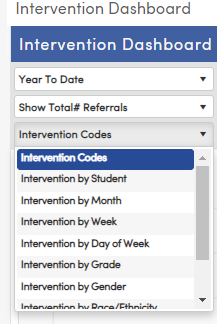 Intervention Dashboard
Intervention Dashboard
Year To Date
Show Total# Referrals
Intervention Codes
Intervention Codes
Intervention by Student
Intervention by Month
Intervention by Week
Intervention by Day of Week
Intervention by Grade
Intervention by Gender
Intervention by Race/Ethnicity